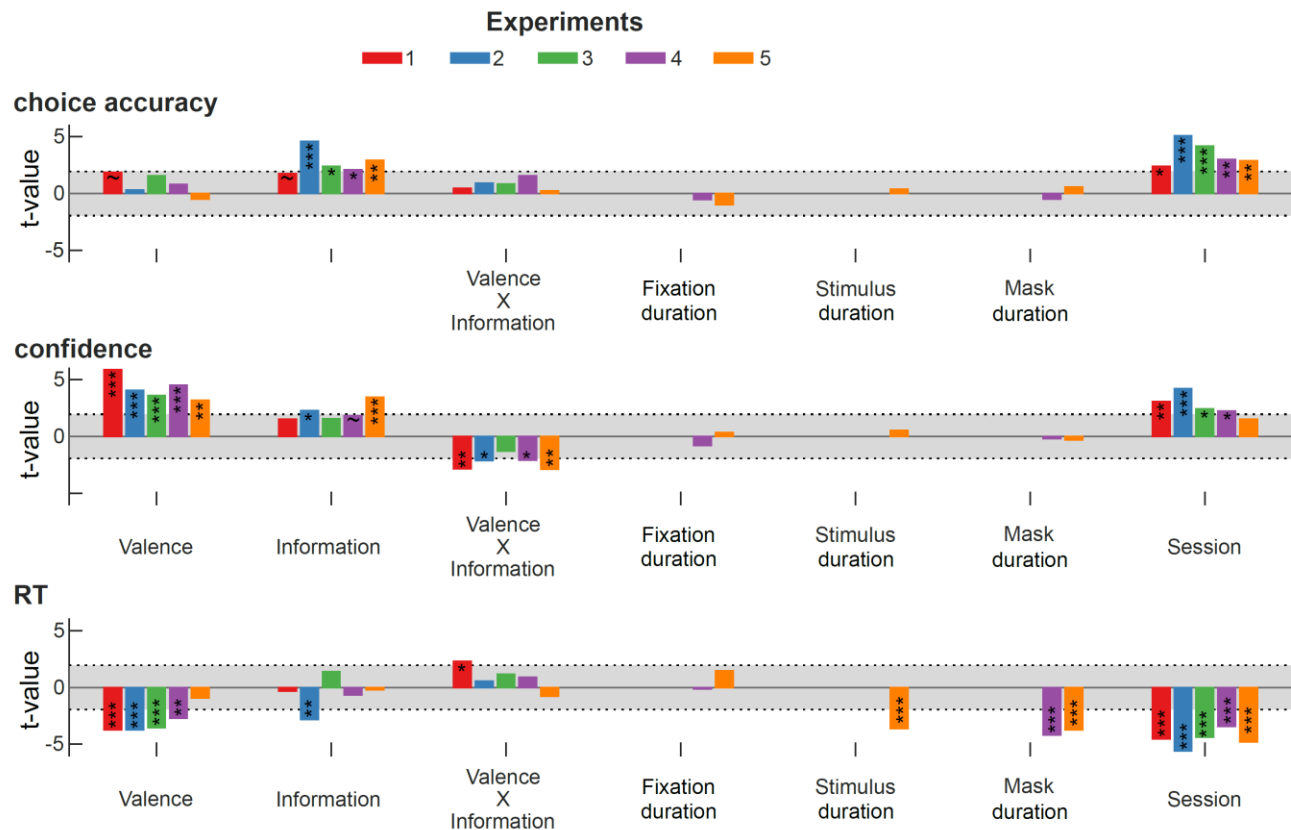 Experiments
1 2 3 4 5
choice accuracy
t-value
5
0
-5
~ ~ *** * * ** * *** *** ** **
Valence
X
Information
Fixation
duration
Stimulus
duration
Mask
duration
confidence
t-value
5
0
*** *** *** *** ** * ~ *** ** * * ** ** *** * *
Valence
Information
Valence
X
Information
Fixation
duration
Stimulus
duration
Mask
duration
Session
RT
t-value
5
0
-5
*** *** *** ** ** * *** *** *** *** *** *** *** ***
Valence
Information
Valence
X
Information
Fixation
duration
Stimulus
duration
Mask
duration
Session